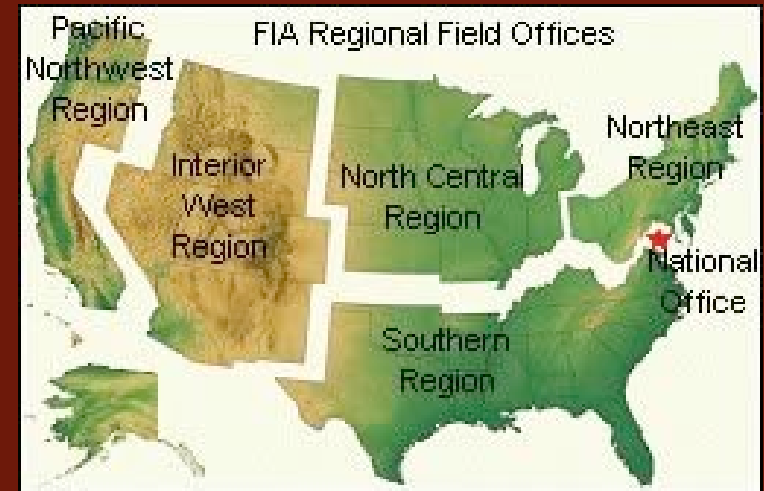 FIA Regional Field Offices
Pacific
Northwest
Region
Interior
West
Region
North Central
Region
Northeast
Region
National
Office
Southern
Region